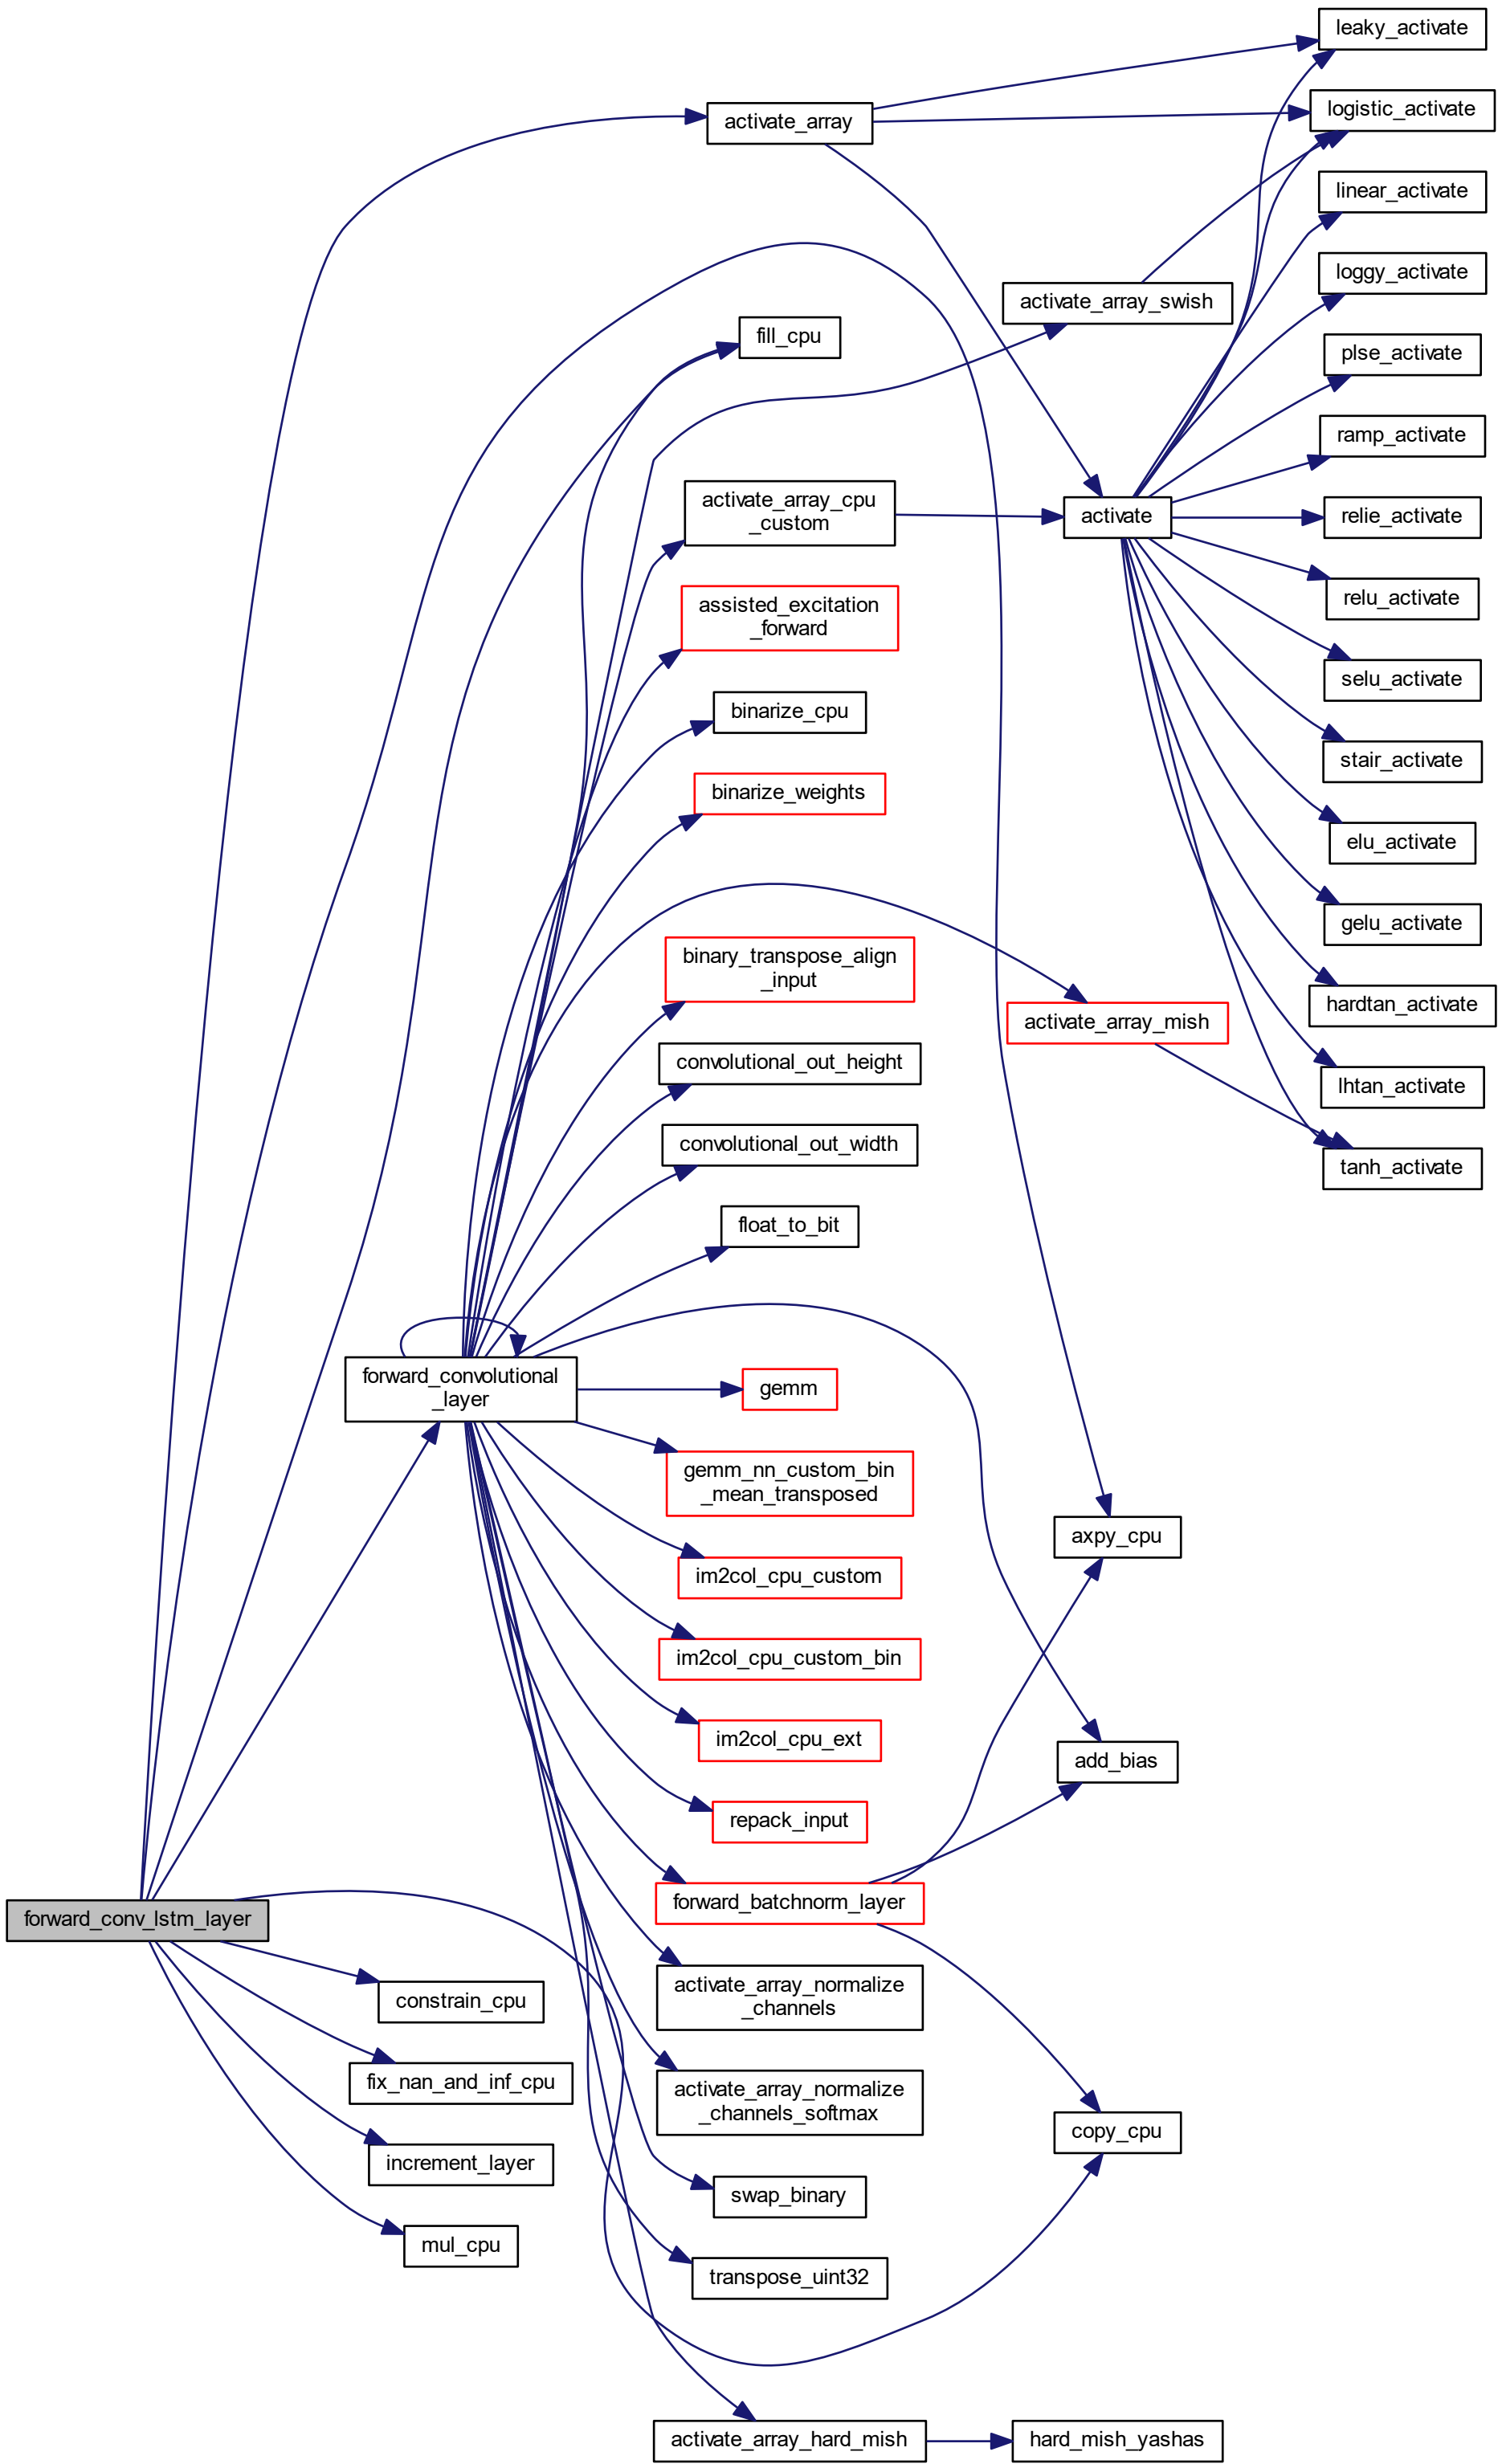 leaky_activate
logistic_activate
activate_array
linear_activate
loggy_activate
activate_array_swish
fill_cpu
plse_activate
ramp_activate
activate_array_cpu
_custom
activate
relie_activate
relu_activate
assisted_excitation
_forward
selu_activate
binarize_cpu
stair_activate
binarize_weights
elu_activate
gelu_activate
binary_transpose_align
_input
hardtan_activate
activate_array_mish
convolutional_out_height
lhtan_activate
convolutional_out_width
tanh_activate
float_to_bit
forward_convolutional
_layer
gemm
gemm_nn_custom_bin
_mean_transposed
axpy_cpu
im2col_cpu_custom
im2col_cpu_custom_bin
im2col_cpu_ext
add_bias
repack_input
forward_batchnorm_layer
forward_conv_lstm_layer
activate_array_normalize
_channels
constrain_cpu
fix_nan_and_inf_cpu
activate_array_normalize
_channels_softmax
copy_cpu
increment_layer
swap_binary
mul_cpu
transpose_uint32
activate_array_hard_mish
hard_mish_yashas